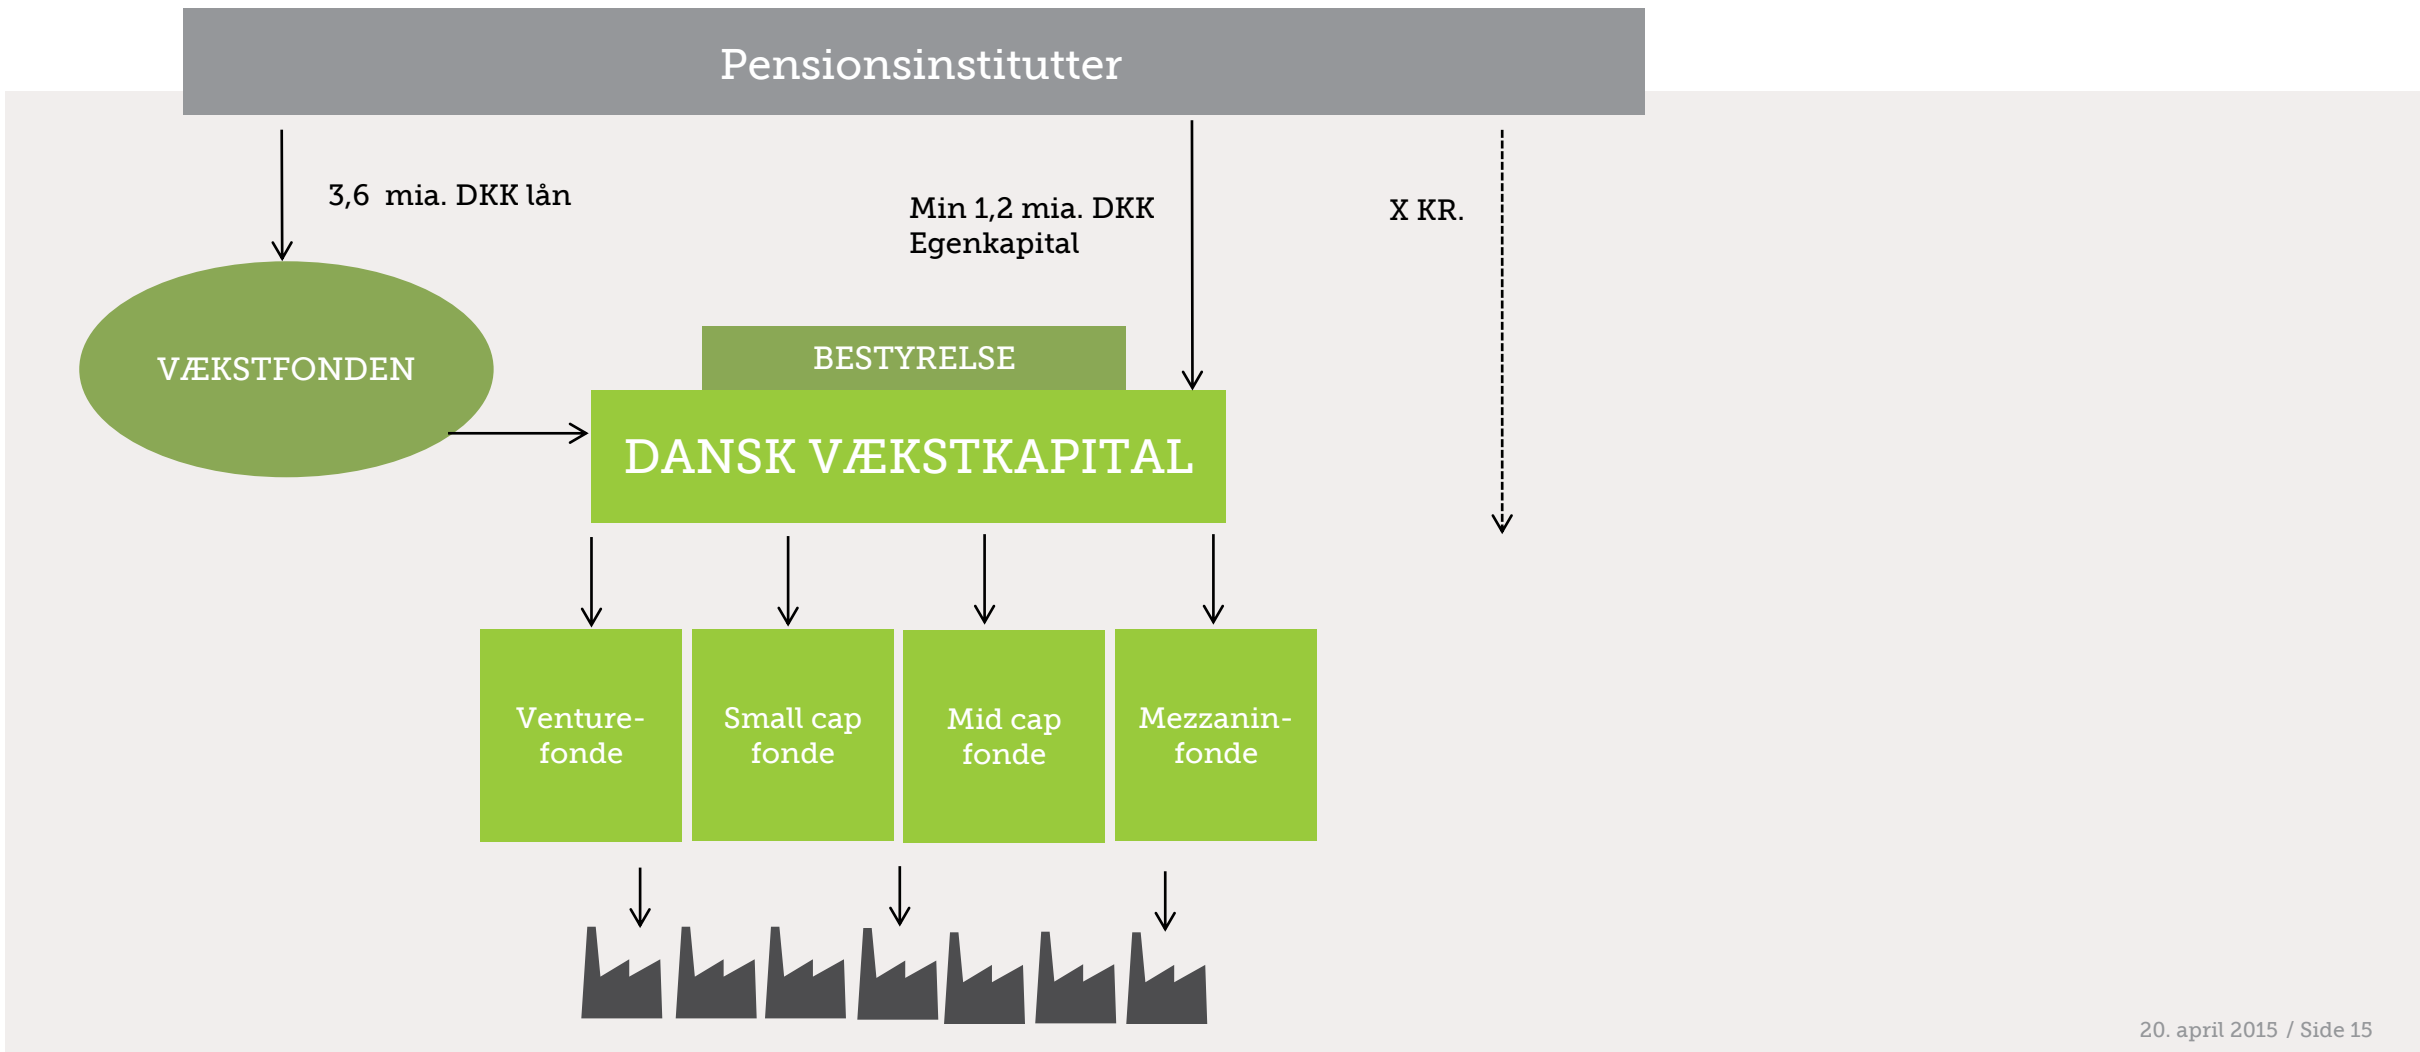 Pensionsinstitutter
3,6 mia. DKK lån
Min 1,2 mia. DKK
Egenkapital
X KR.
VÆKSTFONDEN
BESTYRELSE
DANSK VÆKSTKAPITAL
Venture-
fonde
Small cap
fonde
Mid cap
fonde
Mezzanin-
fonde
20. april 2015 / Side 15